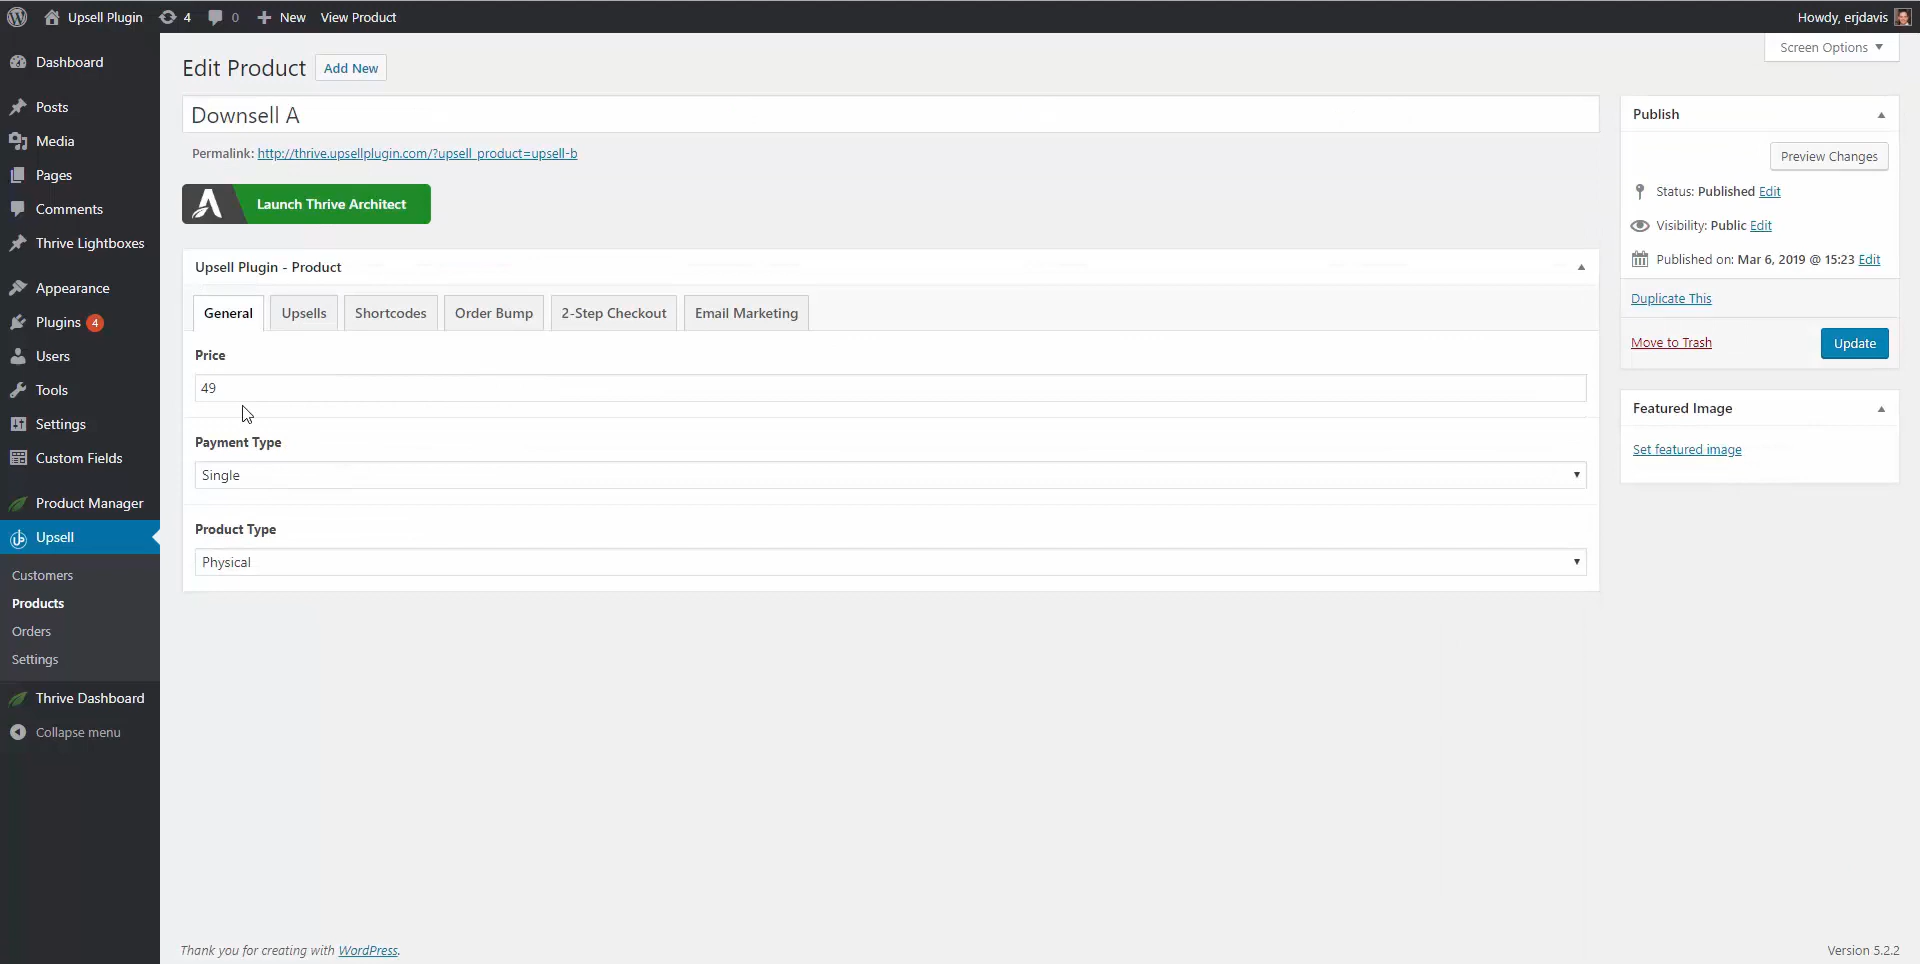 Upsell Plugin 4 0 New View Product Howdy, erjdavis
Screen Options
Dashboard
Posts
Media
Pages
Comments
Thrive Lightboxes
Appearance
Plugins 4
Users
Tools
Settings
Custom Fields
Product Manager
Upsell
Customers
Products
Orders
Settings
Thrive Dashboard
Collapse menu
Edit Product Add New
Downsell A
Permalink: http://thrive.upsellplugin.com/?upsell_product=upsell-b
Launch Thrive Architect
Upsell Plugin - Product
General Upsells Shortcodes Order Bump 2-Step Checkout Email Marketing
Price
49
Payment Type
Single
Product Type
Physical
Publish
Preview Changes
Status: Published Edit
Visibility: Public Edit
Published on: Mar 6, 2019 @ 15:23 Edit
Duplicate This
Move to Trash Update
Featured Image
Set featured image
Thank you for creating with WordPress. Version 5.2.2